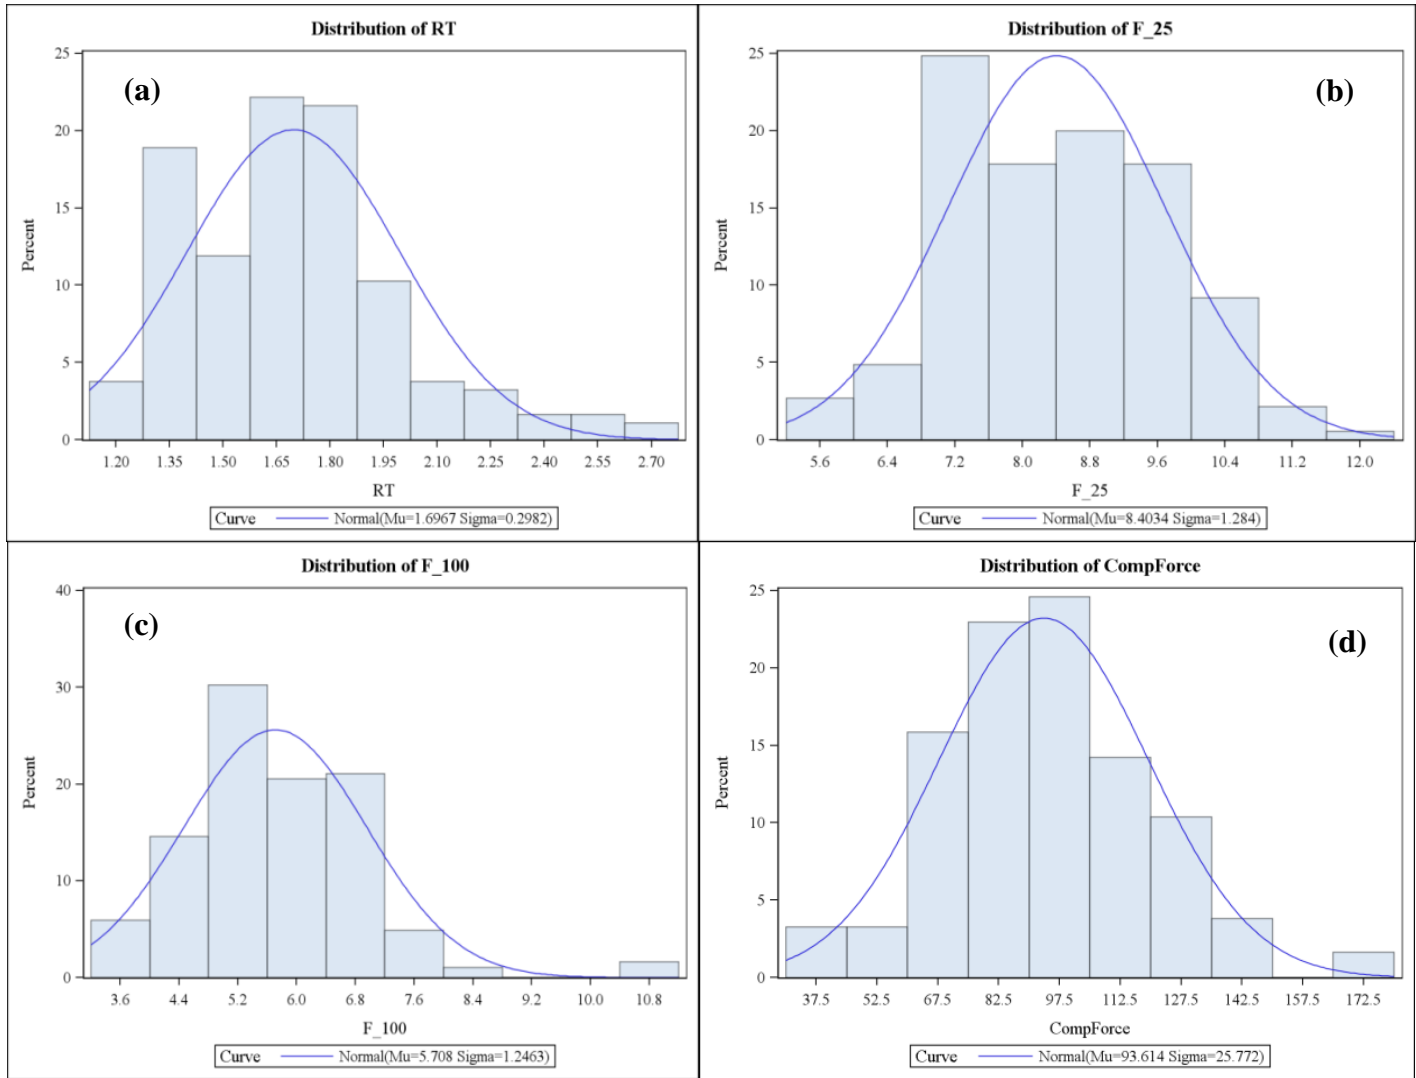 Distribution of RT
(a)
Percent
25
20
15
10
5
0
1.20 1.35 1.50 1.65 1.80 1.95 2.10 2.25 2.40 2.55 2.70
RT
Curve Normal(Mu=1.6967 Sigma=0.2982)
Distribution of F_25
(b)
Percent
25
20
15
10
5
0
5.6 6.4 7.2 8.0 8.8 9.6 10.4 11.2 12.0
F_25
Curve Normal(Mu=8.4034 Sigma=1.284)
Distribution of F_100
(c)
Percent
40
30
20
10
0
3.6 4.4 5.2 6.0 6.8 7.6 8.4 9.2 10.0 10.8
F_100
Curve Normal(Mu=5.708 Sigma=1.2463)
Distribution of CompForce
(d)
Percent
25
20
15
10
5
0
37.5 52.5 67.5 82.5 97.5 112.5 127.5 142.5 157.5 172.5
CompForce
Curve Normal(Mu=93.614 Sigma=25.772)